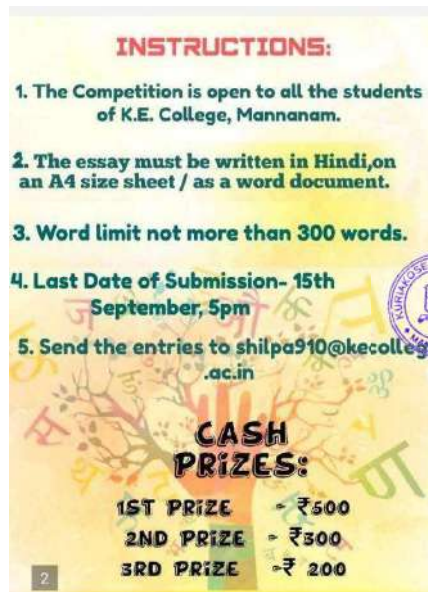 INSTRUCTIONS:
1. The Competition is open to all the students
of K.E. College, Mannanam.
2. The essay must be written in Hindi,on
an A4 size sheet / as a word document.
3. Word limit not more than 300 words.
4. Last Date of Submission- 15th
September, 5pm
5. Send the entries to shilpa910@kecolleg
.ac.in
CASH
PRIZES:
1ST PRIZE - ₹500
2ND PRIZE - ₹300
3RD PRIZE -₹ 200
2